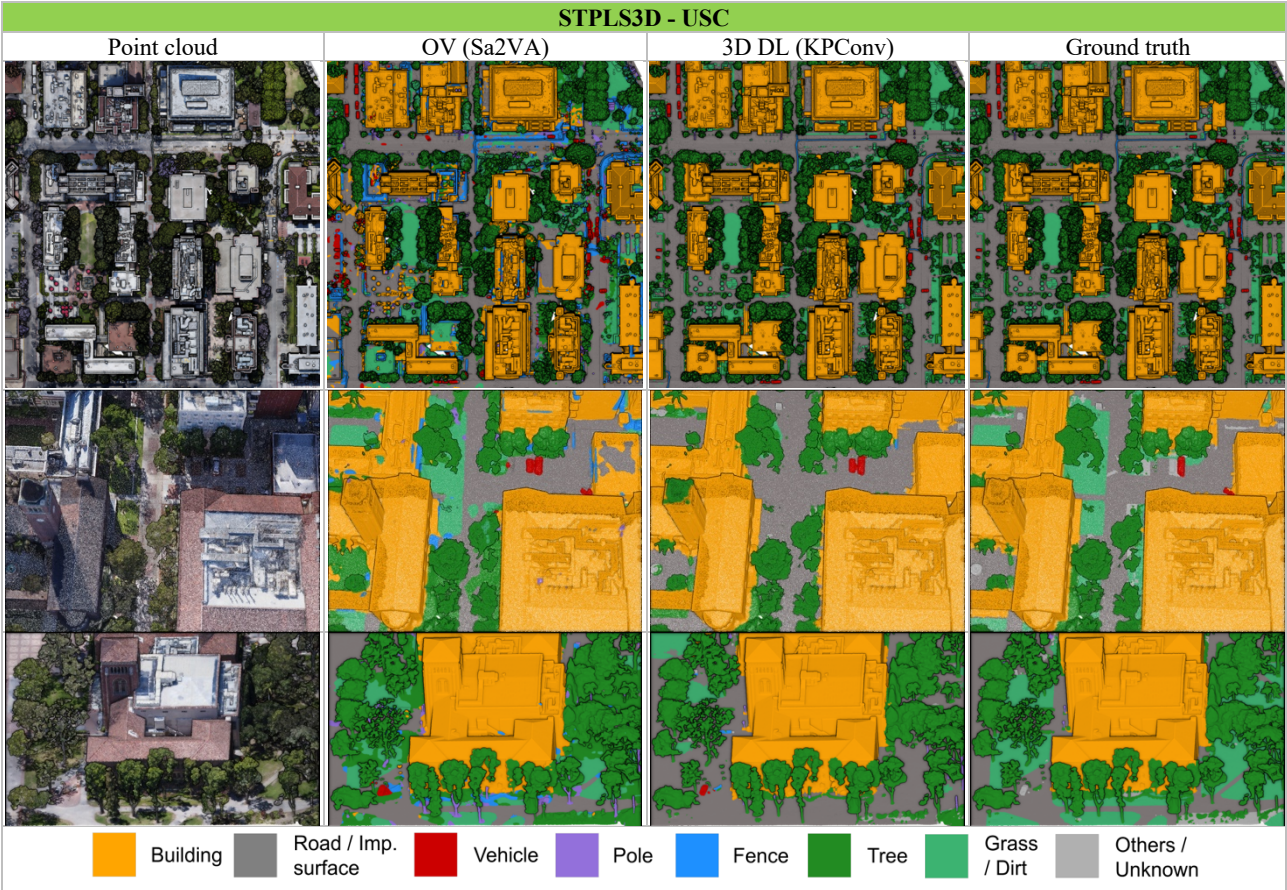 STPLS3D - USC
Point cloud
OV (Sa2VA)
3D DL (KPConv)
Ground truth
Building
Road / Imp.
surface
Vehicle
Pole
Fence
Tree
Grass
/ Dirt
Others /
Unknown